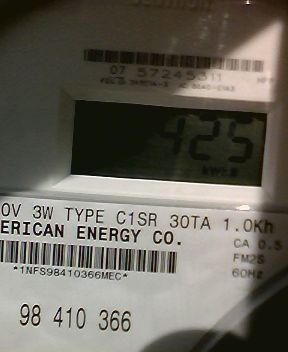 07 57245311
425
kWH
0V 3W TYPE C1SR 30TA 1.0Kh
ERICAN ENERGY CO.
CA 0.5
*1NFS98410366MEC*
FM2S
60Hz
98 410 366